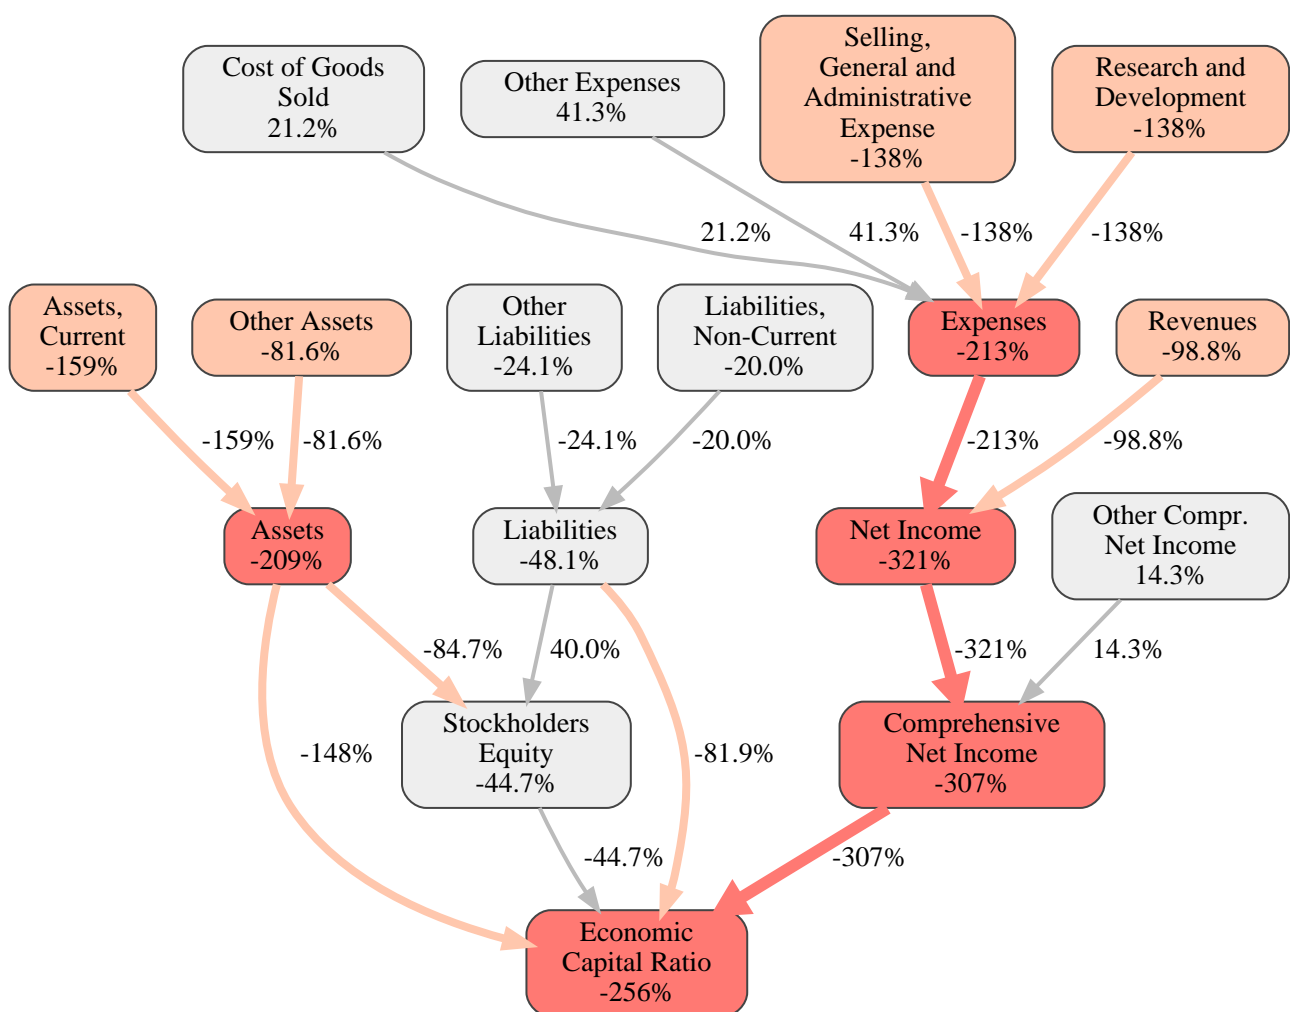 Cost of Goods
Sold
21.2%
Other Expenses
41.3%
Selling,
General and
Administrative
Expense
-138%
Research and
Development
-138%
21.2%
41.3%
-138%
-138%
Assets,
Current
-159%
Other Assets
-81.6%
Other
Liabilities
-24.1%
Liabilities,
Non-Current
-20.0%
Expenses
-213%
Revenues
-98.8%
-159%
-81.6%
-24.1%
-20.0%
-213%
-98.8%
Assets
-209%
Liabilities
-48.1%
Net Income
-321%
Other Compr.
Net Income
14.3%
-84.7%
40.0%
-321%
14.3%
Stockholders
Equity
-44.7%
Comprehensive
Net Income
-307%
-148%
-81.9%
-44.7%
-307%
Economic
Capital Ratio
-256%